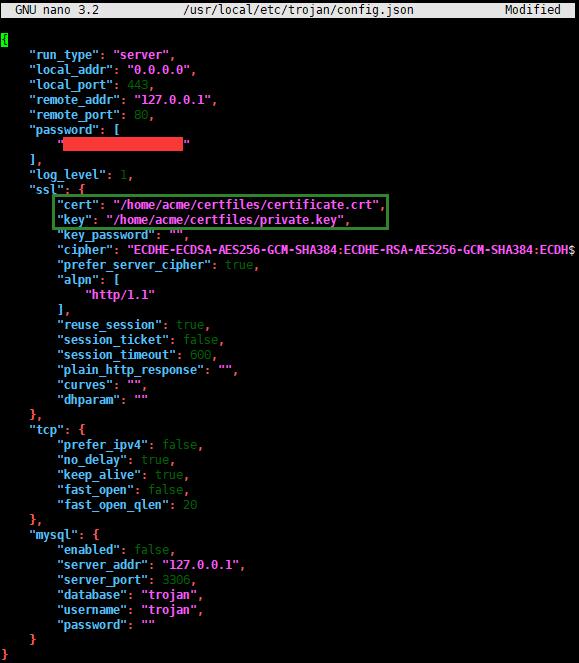 GNU nano 3.2 /usr/local/etc/trojan/config.json Modified
{
"run_type": "server",
"local_addr": "0.0.0.0",
"local_port": 443,
"remote_addr": "127.0.0.1",
"remote_port": 80,
"password": [
" "
],
"log_level": 1,
"ssl": {
"cert": "/home/acme/certfiles/certificate.crt",
"key": "/home/acme/certfiles/private.key",
"key_password": "",
"cipher": "ECDHE-ECDSA-AES256-GCM-SHA384:ECDHE-RSA-AES256-GCM-SHA384:ECDH$
"prefer_server_cipher": true,
"alpn": [
"http/1.1"
],
"reuse_session": true,
"session_ticket": false,
"session_timeout": 600,
"plain_http_response": "",
"curves": "",
"dhparam": ""
},
"tcp": {
"prefer_ipv4": false,
"no_delay": true,
"keep_alive": true,
"fast_open": false,
"fast_open_qlen": 20
},
"mysql": {
"enabled": false,
"server_addr": "127.0.0.1",
"server_port": 3306,
"database": "trojan",
"username": "trojan",
"password": ""
}
}